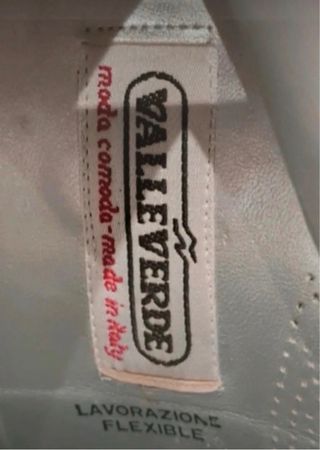 VALLEVERDE
moda comoda-made in italy
LAVORAZIONE
FLEXIBLE